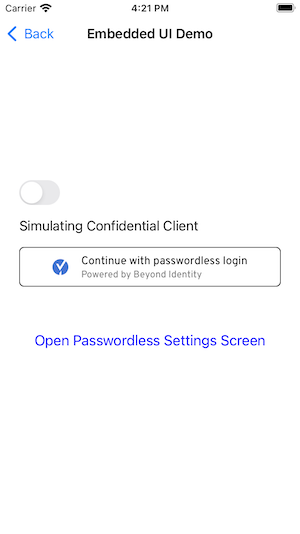 Carrier 4:21 PM
Back Embedded UI Demo
Simulating Confidential Client
Continue with passwordless login
Powered by Beyond Identity
Open Passwordless Settings Screen